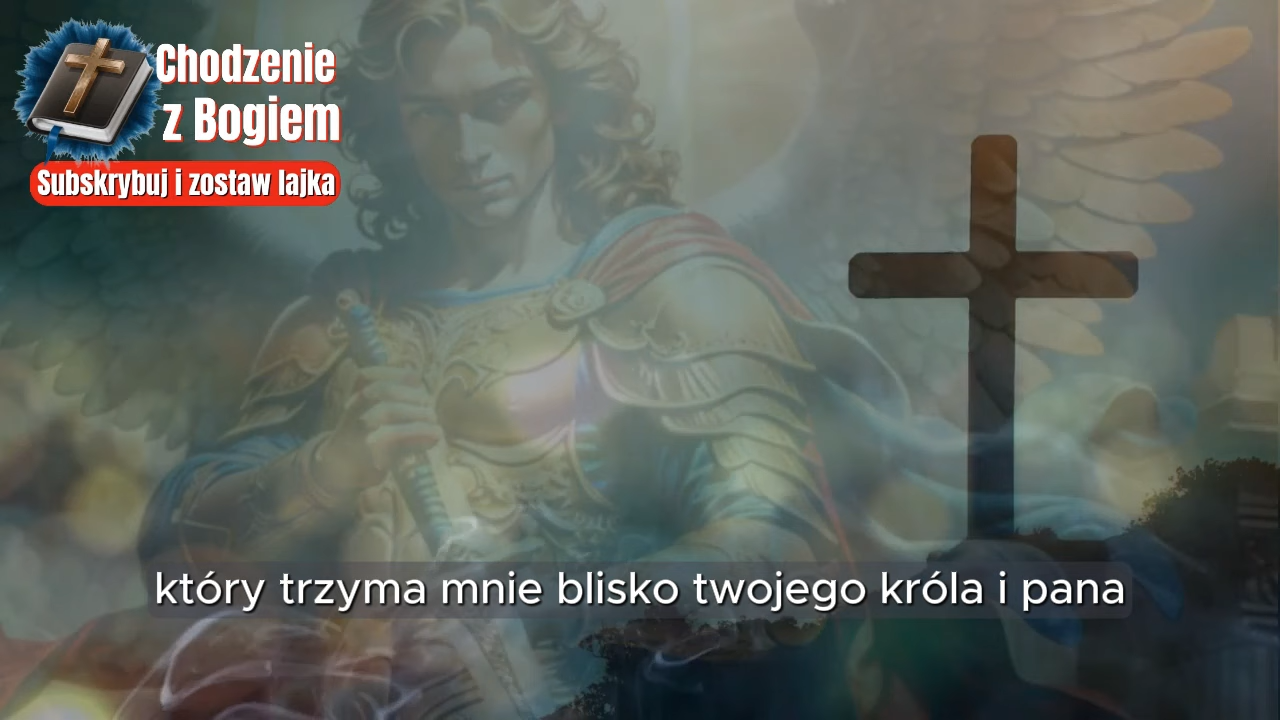 Chodzenie
z Bogiem
Subskrybuj i zostaw lajka
który trzyma mnie blisko twojego króla i pana